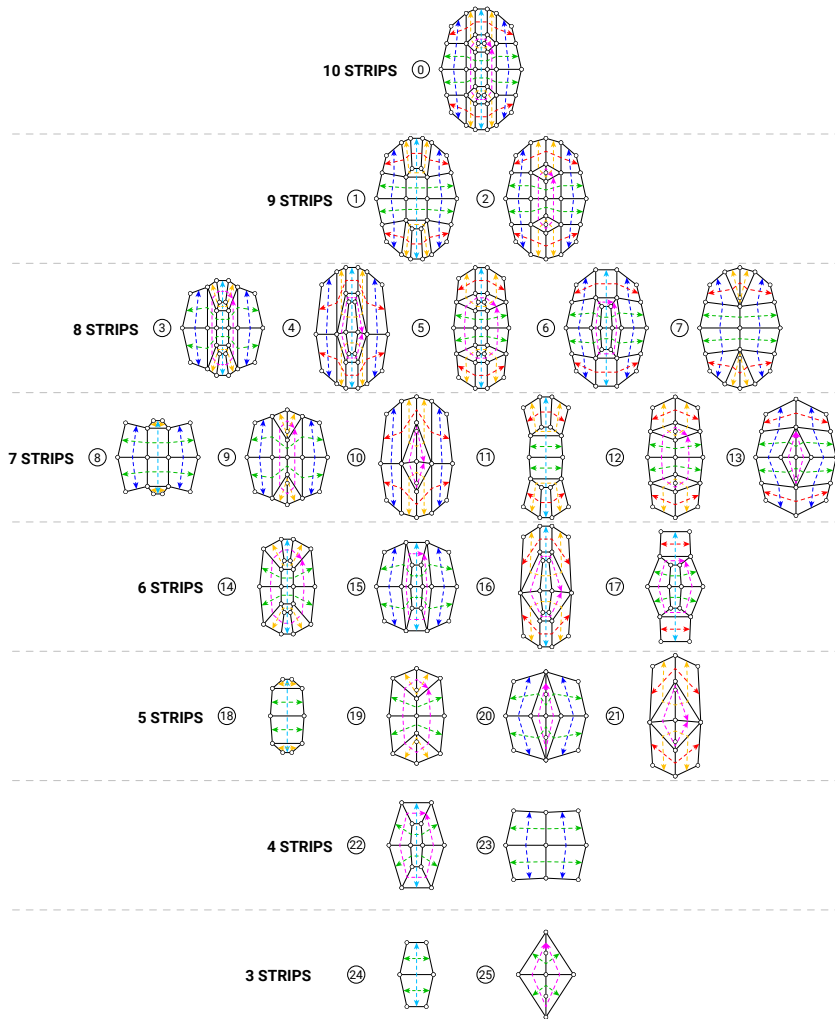 10 STRIPS 0
9 STRIPS 1 2
8 STRIPS 3 4 5 6 7
7 STRIPS 8 9 10 11 12 13
6 STRIPS 14 15 16 17
5 STRIPS 18 19 20 21
4 STRIPS 22 23
3 STRIPS 24 25